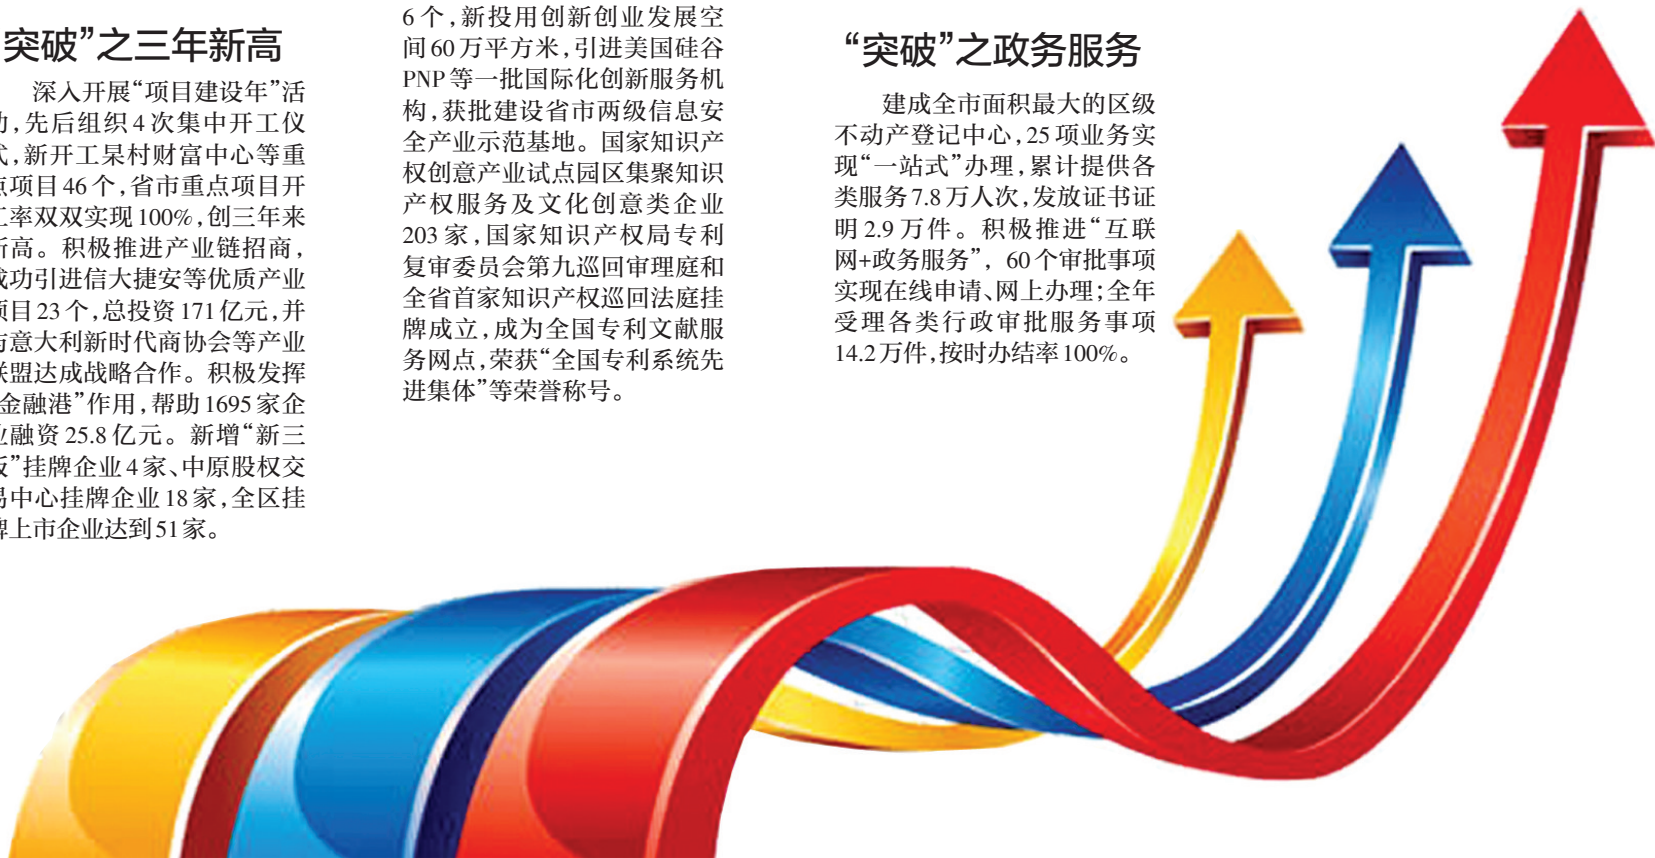 突破”之三年新高
深入开展“项目建设年”活
动，先后组织4次集中开工仪
式，新开工杲村财富中心等重
点项目46个，省市重点项目开
工率双双实现100%，创三年来
新高。积极推进产业链招商，
成功引进信大捷安等优质产业
项目23个，总投资171亿元，并
与意大利新时代商协会等产业
联盟达成战略合作。积极发挥
“金融港”作用，帮助1695家企
业融资25.8亿元。新增“新三
板”挂牌企业4家、中原股权交
易中心挂牌企业18家，全区挂
牌上市企业达到51家。
6个，新投用创新创业发展空
间60万平方米，引进美国硅谷
PNP等一批国际化创新服务机
构，获批建设省市两级信息安
全产业示范基地。国家知识产
权创意产业试点园区集聚知识
产权服务及文化创意类企业
203家，国家知识产权局专利
复审委员会第九巡回审理庭和
全省首家知识产权巡回法庭挂
牌成立，成为全国专利文献服
务网点，荣获“全国专利系统先
进集体”等荣誉称号。
“突破”之政务服务
建成全市面积最大的区级
不动产登记中心，25项业务实
现“一站式”办理，累计提供各
类服务7.8万人次，发放证书证
明2.9万件。积极推进“互联
网+政务服务”，60个审批事项
实现在线申请、网上办理；全年
受理各类行政审批服务事项
14.2万件，按时办结率100%。